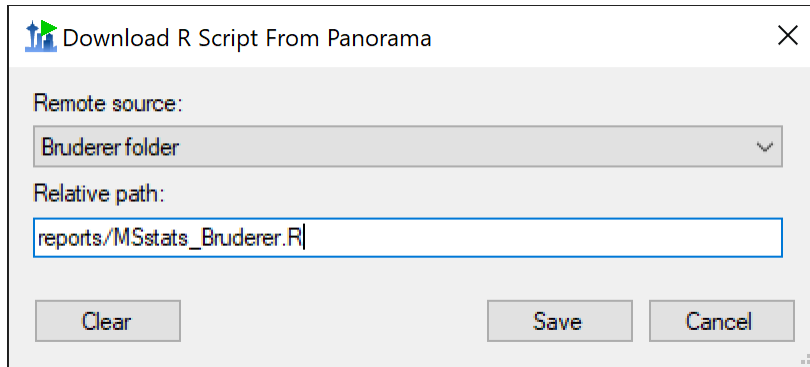 Download R Script From Panorama
Remote source:
Bruderer folder
Relative path:
reports/MSstats_Bruderer.R
Clear Save Cancel